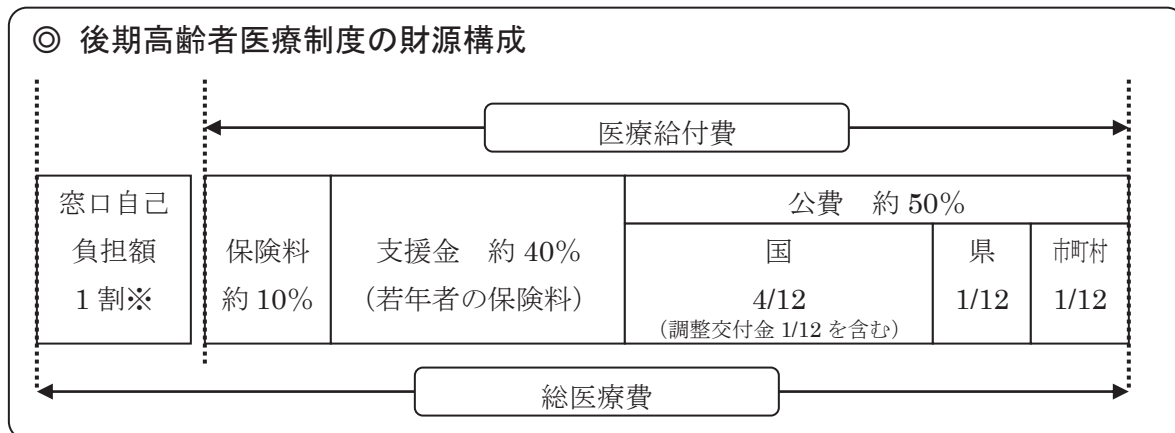 ◎ 後期高齢者医療制度の財源構成
医療給付費
窓口自己
負担額
1割※
保険料
約10%
支援金 約40%
（若年者の保険料）
公費 約50%
国
4/12
（調整交付金1/12を含む）
県
1/12
市町村
1/12
総医療費